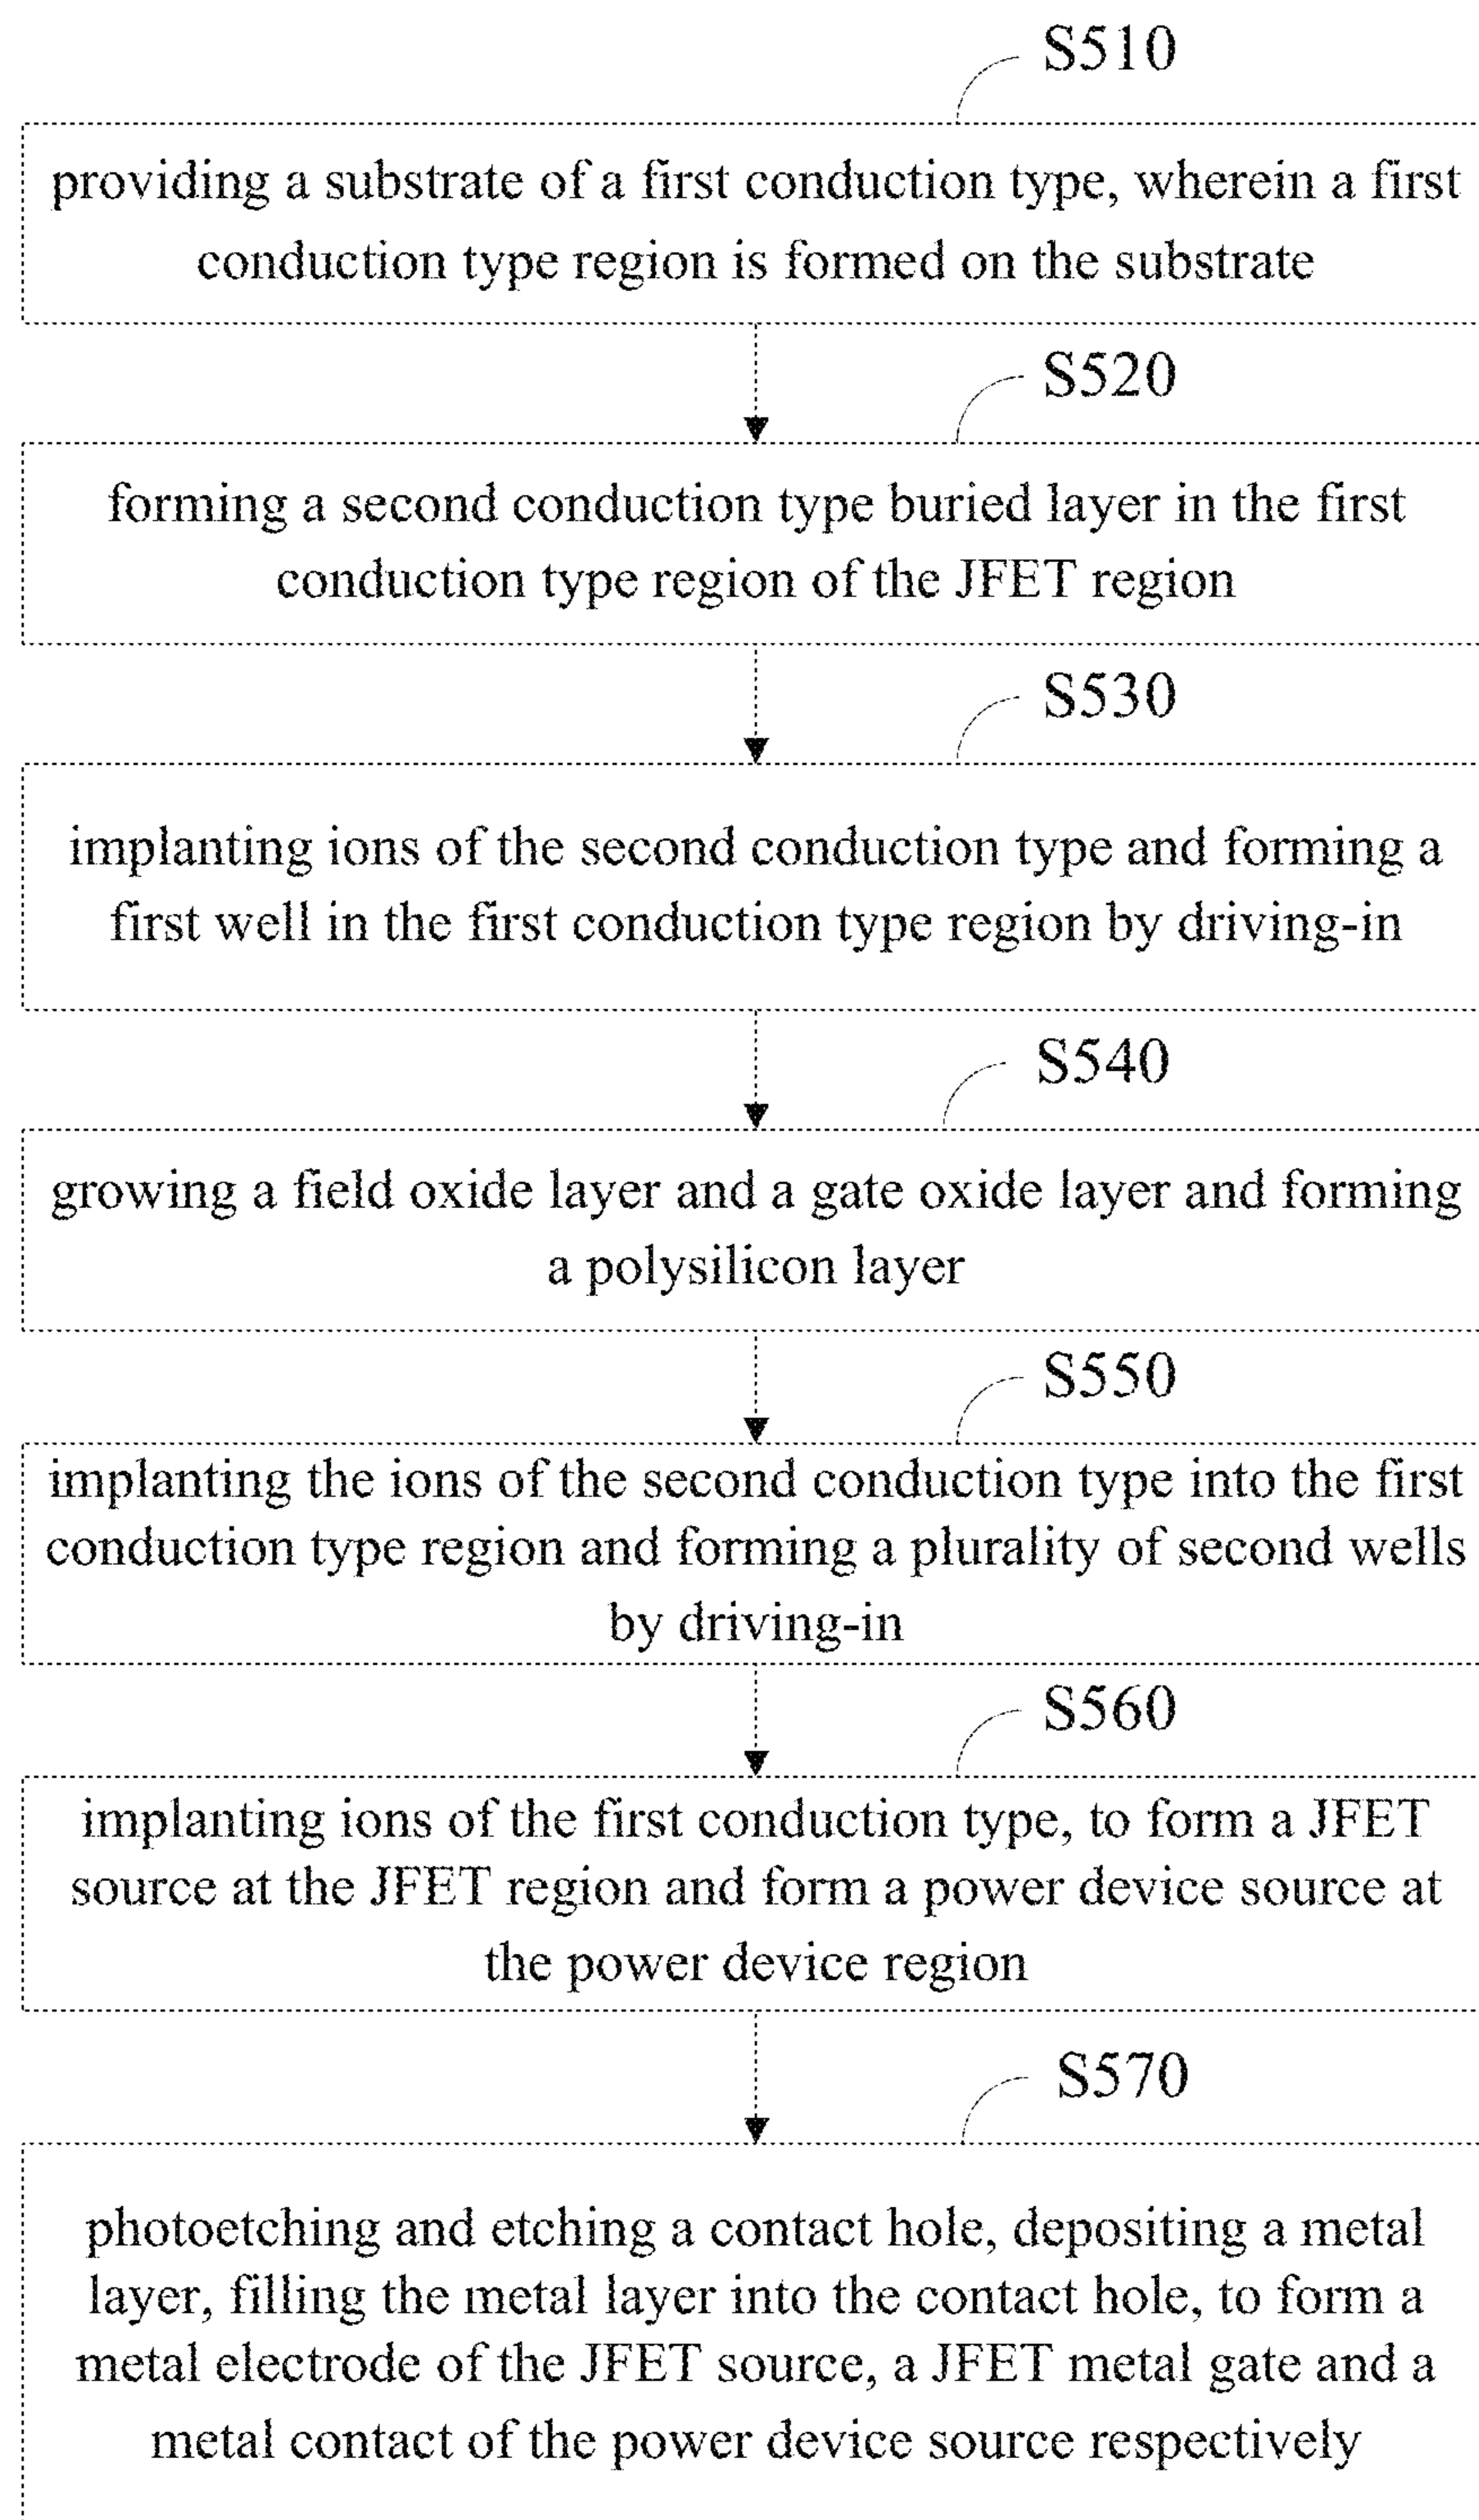 S510
providing a substrate of a first conduction type, wherein a first
conduction type region is formed on the substrate
S520
forming a second conduction type buried layer in the first
conduction type region of the JFET region
S530
implanting ions of the second conduction type and forming a
first well in the first conduction type region by driving-in
S540
growing a field oxide layer and a gate oxide layer and forming
a polysilicon layer
S550
implanting the ions of the second conduction type into the first
conduction type region and forming a plurality of second wells
by driving-in
S560
implanting ions of the first conduction type, to form a JFET
source at the JFET region and form a power device source at
the power device region
S570
photoetching and etching a contact hole, depositing a metal
layer, filling the metal layer into the contact hole, to form a
metal electrode of the JFET source, a JFET metal gate and a
metal contact of the power device source respectively